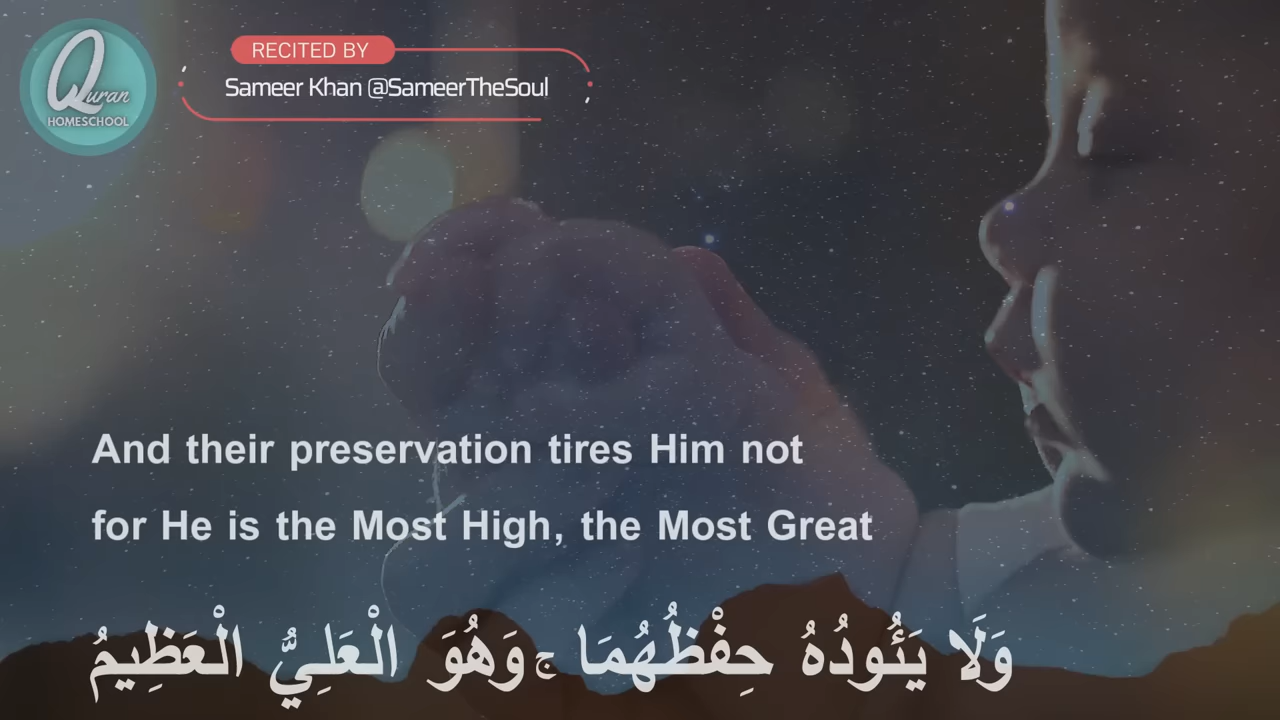 Quran
HOMESCHOOL
RECITED BY
Sameer Khan @SameerTheSoul
And their preservation tires Him not
for He is the Most High, the Most Great
وَلَا يَئُودُهُ حِفْظُهُمَا ۚ وَهُوَ الْعَلِيُّ الْعَظِيمُ